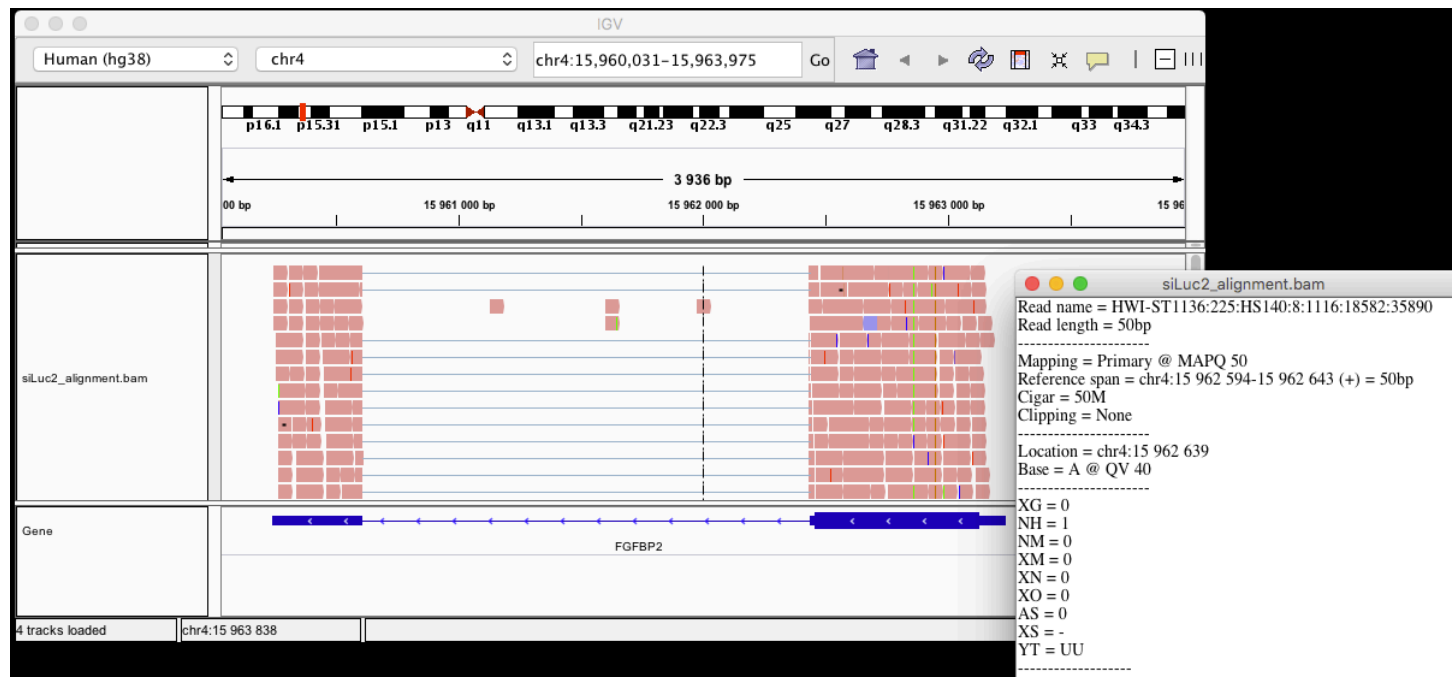 IGV
Human (hg38) chr4 chr4:15,960,031-15,963,975 Go
p16.1 p15.31 p15.1 p13 q11 q13.1 q13.3 q21.23 q22.3 q25 q27 q28.3 q31.22 q32.1 q33 q34.3
3 936 bp
00 bp 15 961 000 bp 15 962 000 bp 15 963 000 bp 15 96
siLuc2_alignment.bam
Gene
FGFBP2
4 tracks loaded chr4:15 963 838
siLuc2_alignment.bam
Read name = HWI-ST1136:225:HS140:8:1116:18582:35890
Read length = 50bp
----------------------
Mapping = Primary @ MAPQ 50
Reference span = chr4:15 962 594-15 962 643 (+) = 50bp
Cigar = 50M
Clipping = None
----------------------
Location = chr4:15 962 639
Base = A @ QV 40
----------------------
XG = 0
NH = 1
NM = 0
XM = 0
XN = 0
XO = 0
AS = 0
XS = -
YT = UU
-------------------